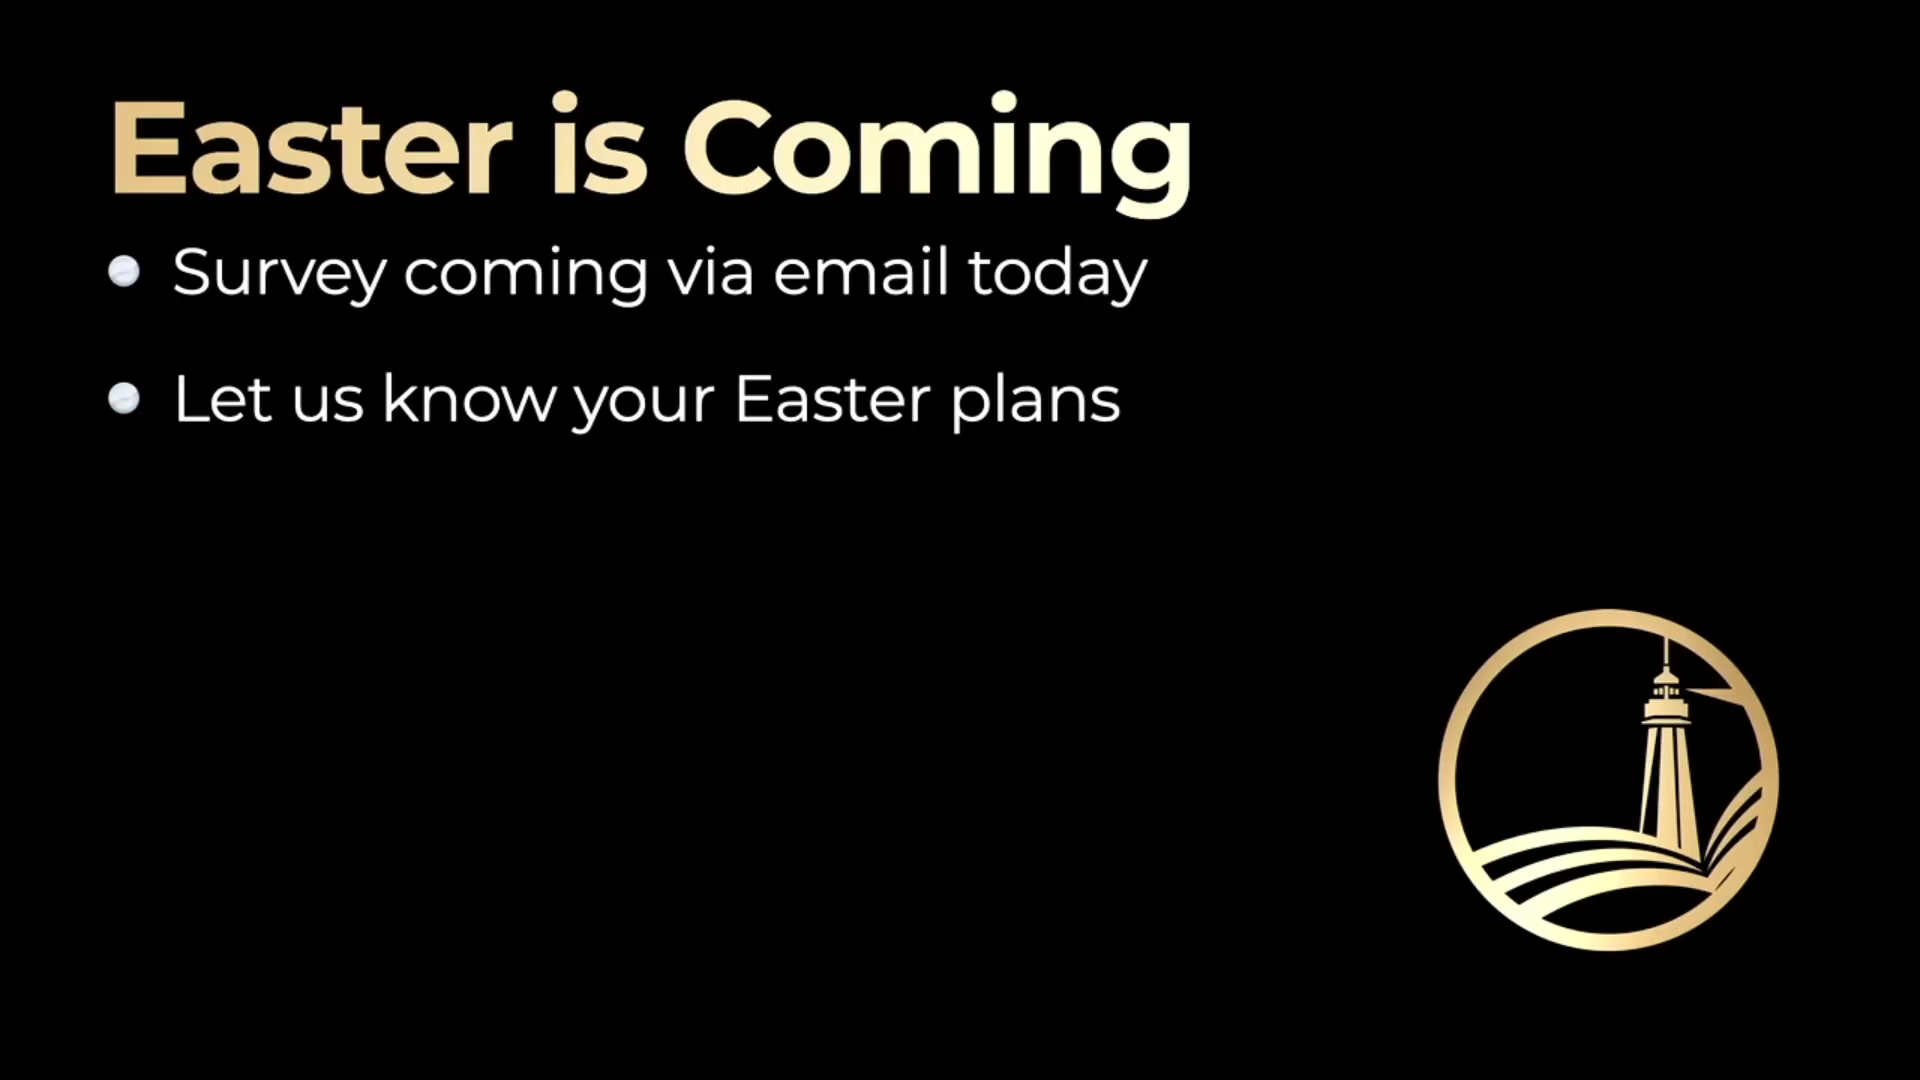 Easter is Coming
Survey coming via email today
Let us know your Easter plans